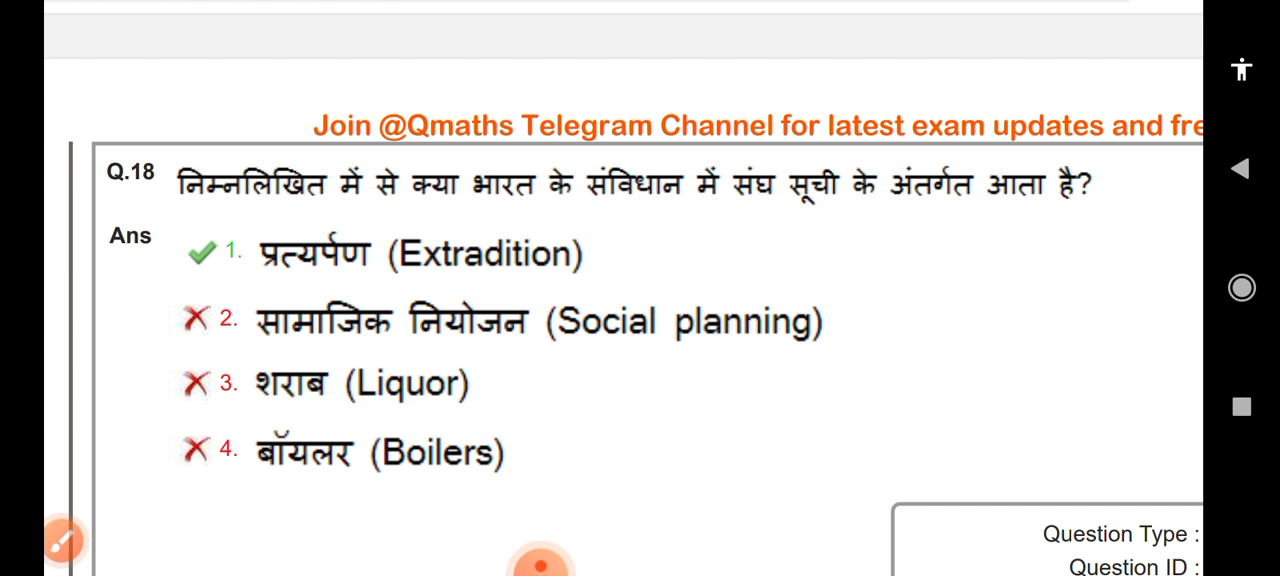 Join @Qmaths Telegram Channel for latest exam updates and fre
Q.18 निम्नलिखित में से क्या भारत के संविधान में संघ सूची के अंतर्गत आता है?
Ans
1. प्रत्यर्पण (Extradition)
2. सामाजिक नियोजन (Social planning)
3. शराब (Liquor)
4. बॉयलर (Boilers)
Question Type :
Question ID :